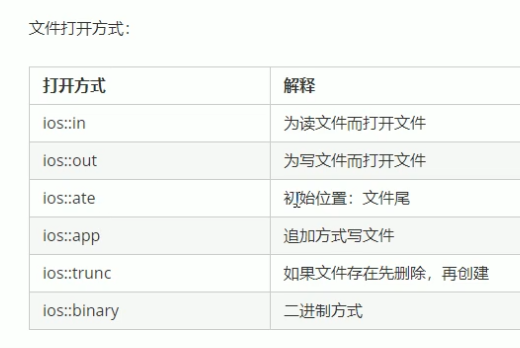 文件打开方式：
打开方式 解释
ios::in 为读文件而打开文件
ios::out 为写文件而打开文件
ios::ate 初始位置：文件尾
ios::app 追加方式写文件
ios::trunc 如果文件存在先删除，再创建
ios::binary 二进制方式